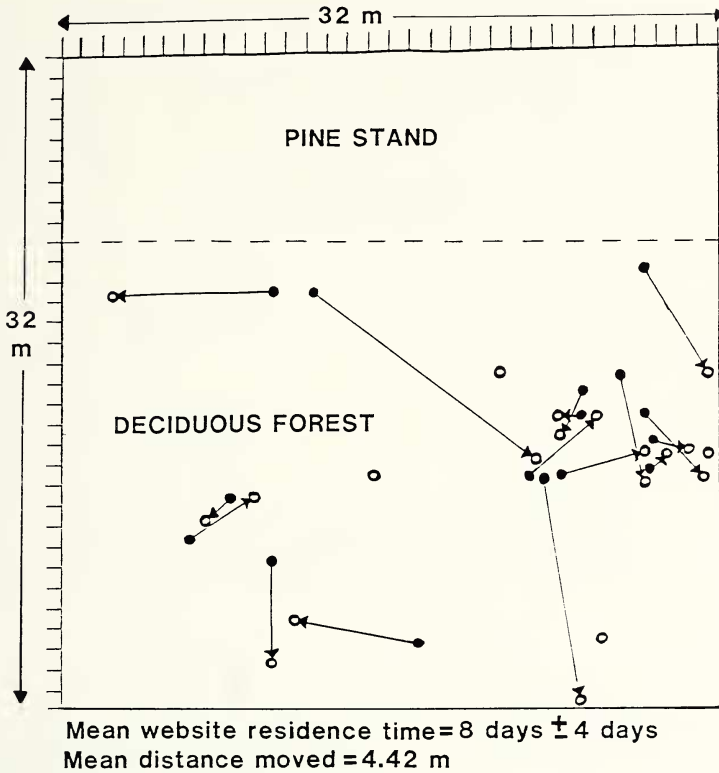 32 m
PINE STAND
32
m
DECIDUOUS FOREST
Mean website residence time=8 days ±4 days
Mean distance moved=4.42 m